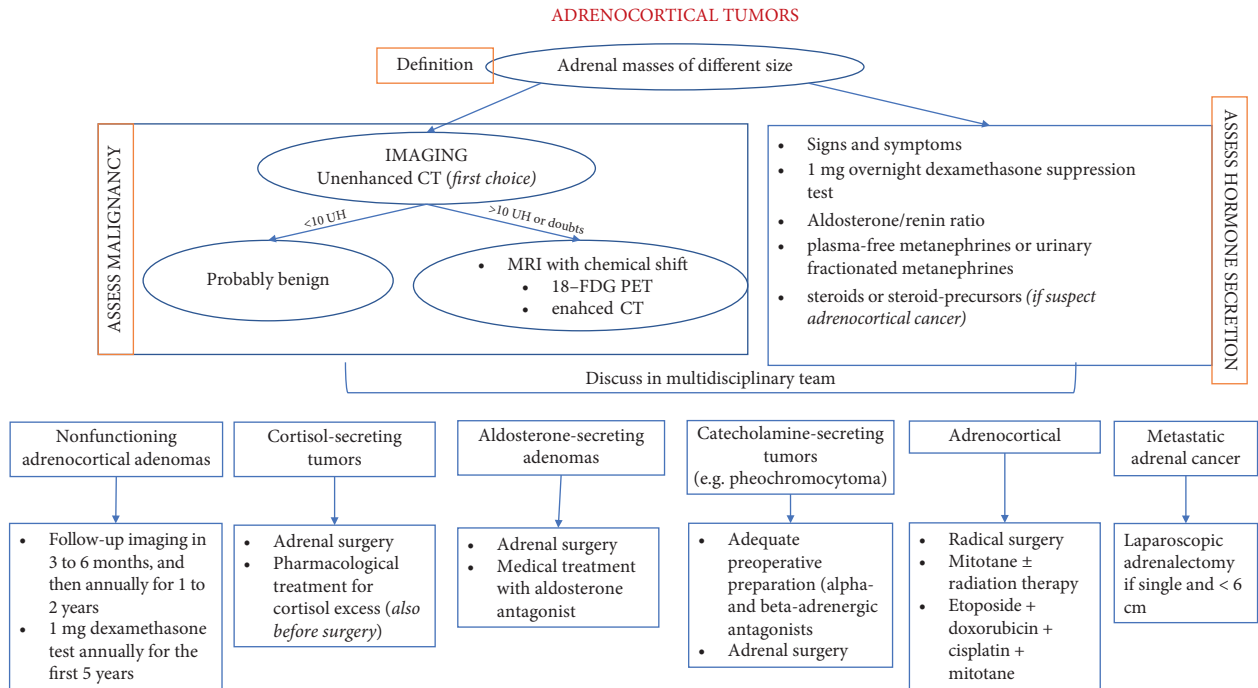 ADRENOCORTICAL TUMORS
Definition
Adrenal masses of different size
ASSESS MALIGNANCY
IMAGING
Unenhanced CT (first choice)
<10 UH
>10 UH or doubts
Probably benign
• MRI with chemical shift
• 18–FDG PET
• enahced CT
• Signs and symptoms
• 1 mg overnight dexamethasone suppression
test
• Aldosterone/renin ratio
• plasma-free metanephrines or urinary
fractionated metanephrines
• steroids or steroid-precursors (if suspect
adrenocortical cancer)
ASSESS HORMONE SECRETION
Discuss in multidisciplinary team
Nonfunctioning
adrenocortical adenomas
• Follow-up imaging in
3 to 6 months, and
then annually for 1 to
2 years
• 1 mg dexamethasone
test annually for the
first 5 years
Cortisol-secreting
tumors
• Adrenal surgery
• Pharmacological
treatment for
cortisol excess (also
before surgery)
Aldosterone-secreting
adenomas
• Adrenal surgery
• Medical treatment
with aldosterone
antagonist
Catecholamine-secreting
tumors
(e.g. pheochromocytoma)
• Adequate
preoperative
preparation (alpha-
and beta-adrenergic
antagonists
• Adrenal surgery
Adrenocortical
• Radical surgery
• Mitotane ±
radiation therapy
• Etoposide +
doxorubicin +
cisplatin +
mitotane
Metastatic
adrenal cancer
Laparoscopic
adrenalectomy
if single and < 6
cm